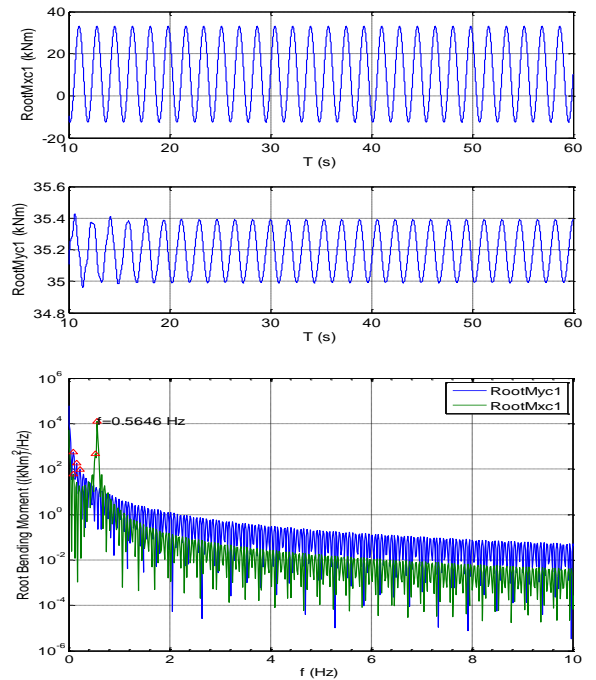 40
20
0
-20
RootMxc1 (kNm)
10 20 30 40 50 60
T (s)
35.6
35.4
35.2
35
34.8
RootMyc1 (kNm)
10 20 30 40 50 60
T (s)
10^6
10^4
10^2
10^0
10^-2
10^-4
10^-6
Root Bending Moment ((kNm)^2/Hz)
f=0.5646 Hz
RootMyc1
RootMxc1
0 2 4 6 8 10
f (Hz)